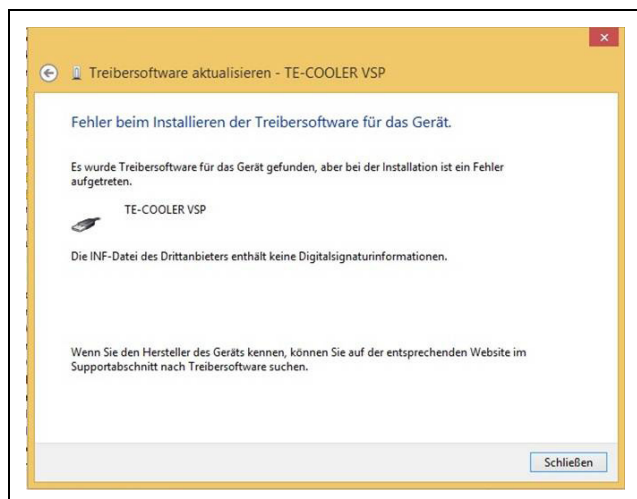 Treibersoftware aktualisieren - TE-COOLER VSP
Fehler beim Installieren der Treibersoftware für das Gerät.
Es wurde Treibersoftware für das Gerät gefunden, aber bei der Installation ist ein Fehler
aufgetreten.
TE-COOLER VSP
Die INF-Datei des Drittanbieters enthält keine Digitalsignaturinformationen.
Wenn Sie den Hersteller des Geräts kennen, können Sie auf der entsprechenden Website im
Supportabschnitt nach Treibersoftware suchen.
Schließen